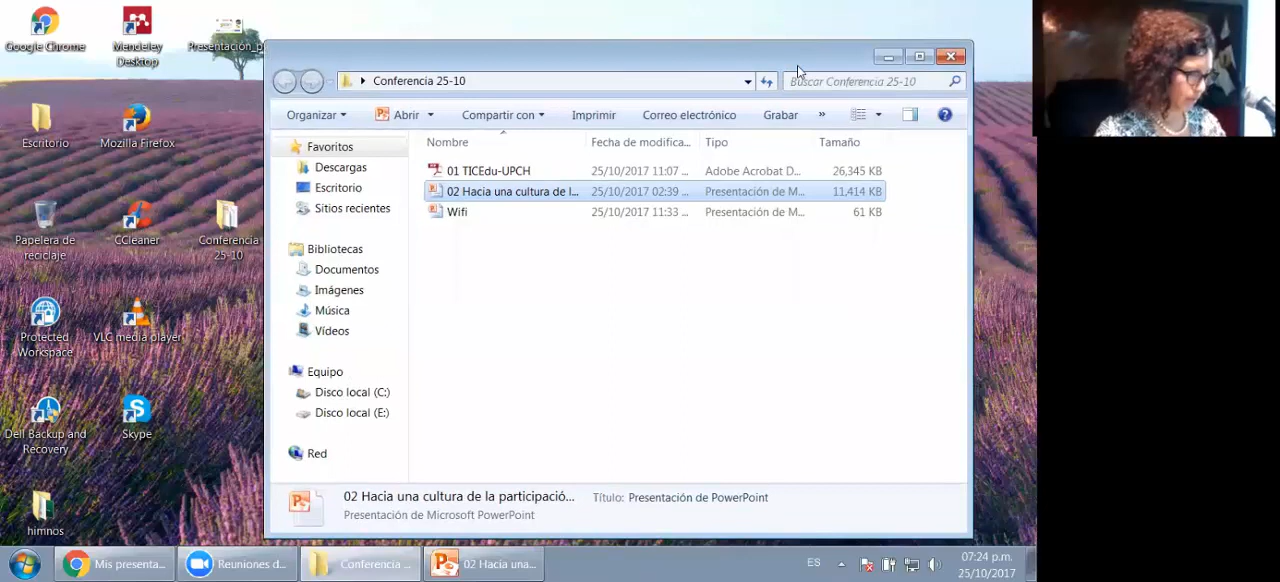 Google Chrome
Mendeley
Desktop
Escritorio
Mozilla Firefox
Papelera de
reciclaje
CCleaner
Conferencia
25-10
Protected
Workspace
VLC media player
Dell Backup and
Recovery
Skype
himnos
Conferencia 25-10
Buscar Conferencia 25-10
Organizar
Abrir
Compartir con
Imprimir
Correo electrónico
Grabar
»
Favoritos
Descargas
Escritorio
Sitios recientes
Bibliotecas
Documentos
Imágenes
Música
Vídeos
Equipo
Disco local (C:)
Disco local (E:)
Red
Nombre Fecha de modifica... Tipo Tamaño
01 TICEdu-UPCH 25/10/2017 11:07 ... Adobe Acrobat D... 26,345 KB
02 Hacia una cultura de l... 25/10/2017 02:39 ... Presentación de M... 11,414 KB
Wifi 25/10/2017 11:33 ... Presentación de M... 61 KB
02 Hacia una cultura de la participació... Título: Presentación de PowerPoint
Presentación de Microsoft PowerPoint
Mis presenta...
Reuniones d...
Conferencia ...
02 Hacia una...
ES
07:24 p.m.
25/10/2017